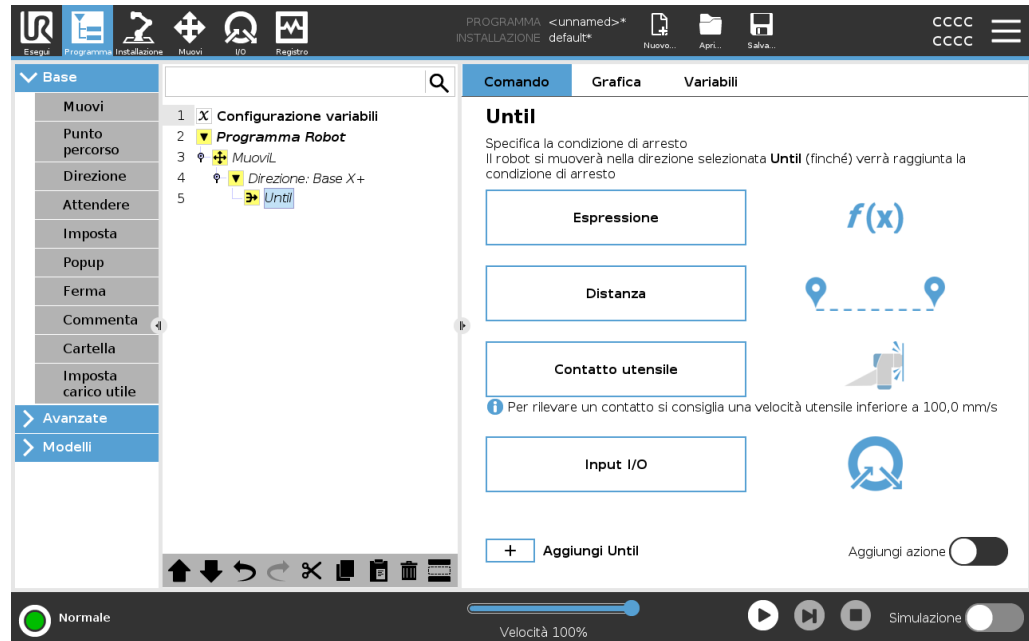 PROGRAMMA <unnamed>*
INSTALLAZIONE default*
Nuovo... Apri... Salva...
CCCC
CCCC
Esegui Programma Installazione Muovi I/O Registro
Base
Muovi
Punto
percorso
Direzione
Attendere
Imposta
Popup
Ferma
Commenta
Cartella
Imposta
carico utile
Avanzate
Modelli
1 X Configurazione variabili
2 Programma Robot
3 MuoviL
4 Direzione: Base X+
5 Until
Comando Grafica Variabili
Until
Specifica la condizione di arresto
Il robot si muoverà nella direzione selezionata Until (finché) verrà raggiunta la
condizione di arresto
Espressione f(x)
Distanza
Contatto utensile
Per rilevare un contatto si consiglia una velocità utensile inferiore a 100,0 mm/s
Input I/O
+ Aggiungi Until Aggiungi azione
Normale
Velocità 100%
Simulazione